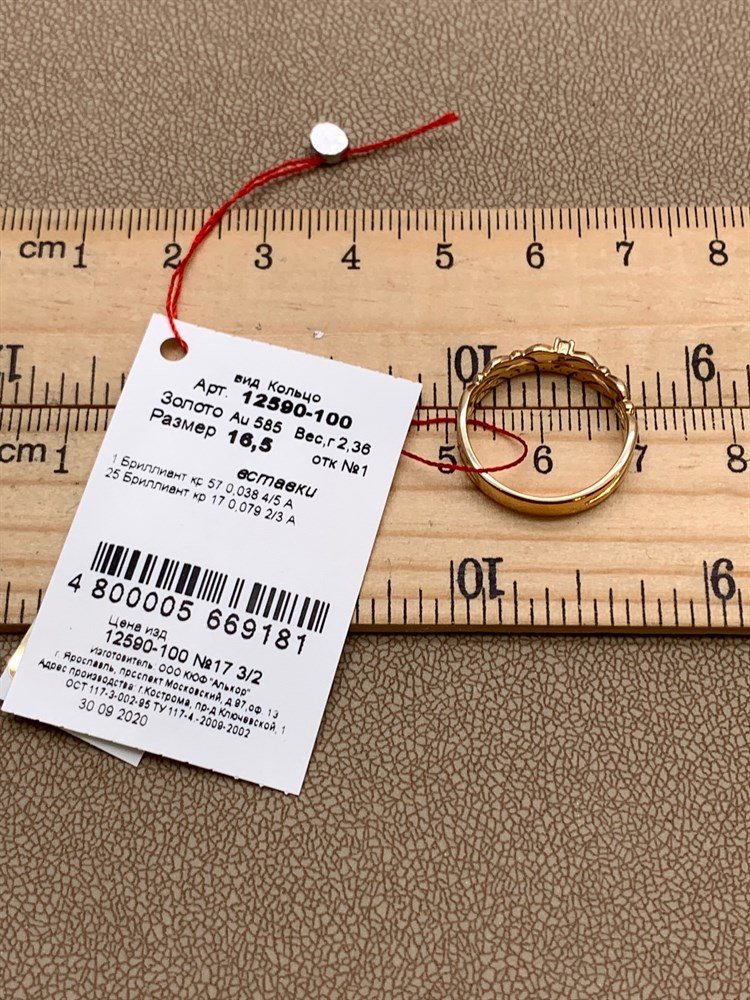 cm 1 2 3 4 5 6 7 8
10 9
вид Кольцо
Арт. 12590-100
Золото Au 585 Вес,г 2,36
Размер 16,5 отк №1
вставки
1 Бриллиант кр 57 0,038 4/5 А
25 Бриллиант кр 17 0,079 2/3 А
4 800005 669181
Цена изд
12590-100 №17 3/2
Изготовитель: ООО КЮФ "Алькор"
г. Ярославль, проспект Московский, д.97,оф. 13
Адрес производства: г.Кострома, пр-д Ключевской, 1
ОСТ 117-3-002-95 ТУ 117-4-2009-2002
30 09 2020
cm 1 5 6 7 8
10 9